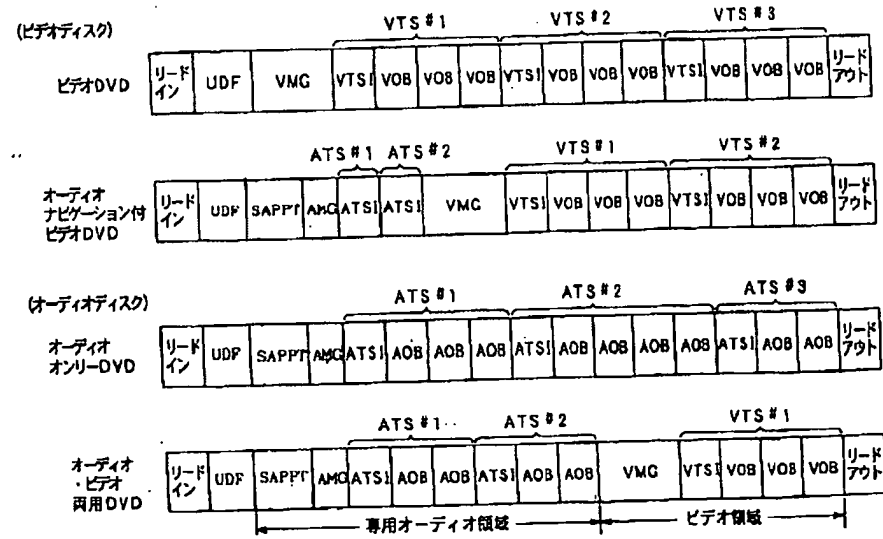 VTS #1 VTS #2 VTS #3
(ビデオディスク)
ビデオDVD リードイン UDF VMG VTSI VOB VOB VOB VTSI VOB VOB VOB VTSI VOB VOB VOB リードアウト
ATS #1 ATS #2 VTS #1 VTS #2
オーディオ
ナビゲーション付
ビデオDVD
リードイン UDF SAPPT AMG ATSI ATSI VMG VTSI VOB VOB VOB VTSI VOB VOB VOB リードアウト
(オーディオディスク)
ATS #1 ATS #2 ATS #3
オーディオ
オンリーDVD
リードイン UDF SAPPT AMG ATSI AOB AOB AOB ATSI AOB AOB AOB AOB ATSI AOB AOB リードアウト
ATS #1 ATS #2 VTS #1
オーディオ
・ビデオ
両用DVD
リードイン UDF SAPPT AMG ATSI AOB AOB ATSI AOB AOB VMG VTSI VOB VOB VOB リードアウト
専用オーディオ領域 ビデオ領域